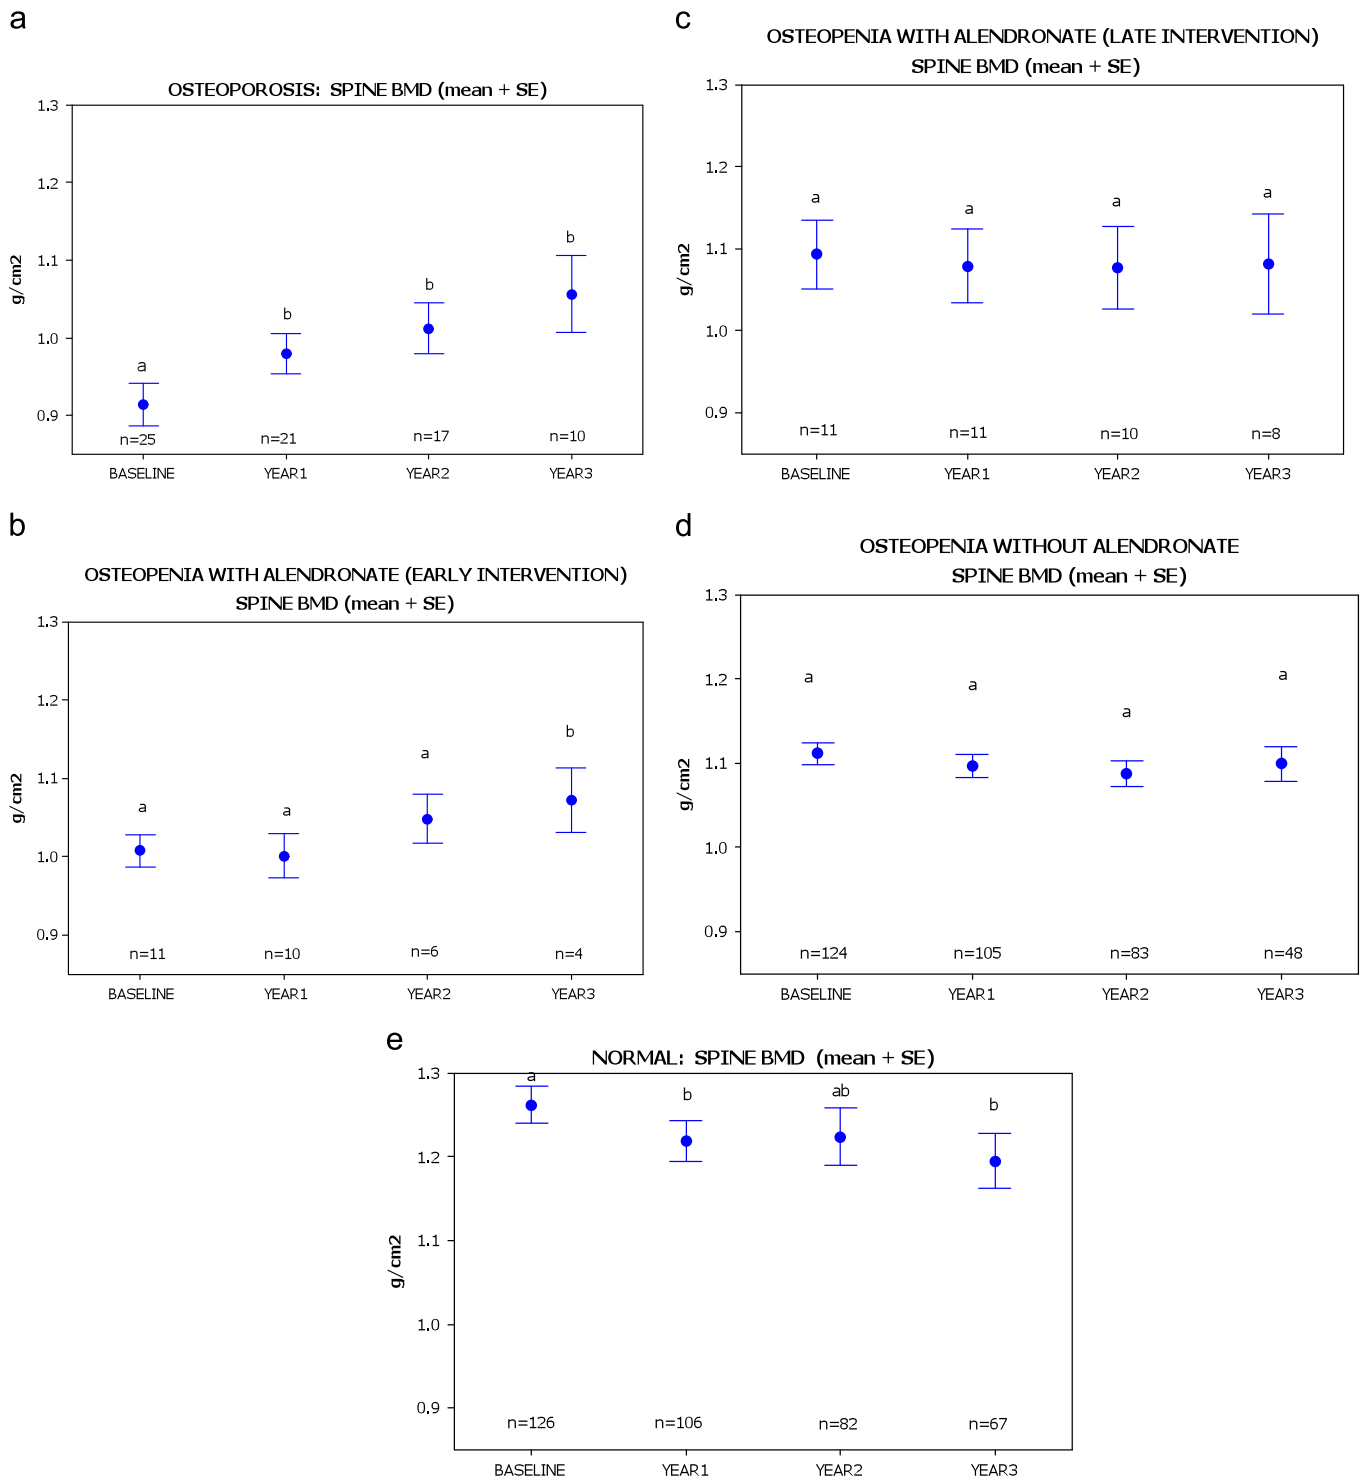 a
OSTEOPOROSIS: SPINE BMD (mean + SE)
1.3
1.2
1.1
1.0
0.9
g/cm2
a
b
b
b
n=25
n=21
n=17
n=10
BASELINE
YEAR1
YEAR2
YEAR3
b
OSTEOPENIA WITH ALENDRONATE (EARLY INTERVENTION)
SPINE BMD (mean + SE)
1.3
1.2
1.1
1.0
0.9
g/cm2
a
a
a
b
n=11
n=10
n=6
n=4
BASELINE
YEAR1
YEAR2
YEAR3
c
OSTEOPENIA WITH ALENDRONATE (LATE INTERVENTION)
SPINE BMD (mean + SE)
1.3
1.2
1.1
1.0
0.9
g/cm2
a
a
a
a
n=11
n=11
n=10
n=8
BASELINE
YEAR1
YEAR2
YEAR3
d
OSTEOPENIA WITHOUT ALENDRONATE
SPINE BMD (mean + SE)
1.3
1.2
1.1
1.0
0.9
g/cm2
a
a
a
a
n=124
n=105
n=83
n=48
BASELINE
YEAR1
YEAR2
YEAR3
e
NORMAL: SPINE BMD (mean + SE)
1.3
1.2
1.1
1.0
0.9
g/cm2
a
b
ab
b
n=126
n=106
n=82
n=67
BASELINE
YEAR1
YEAR2
YEAR3